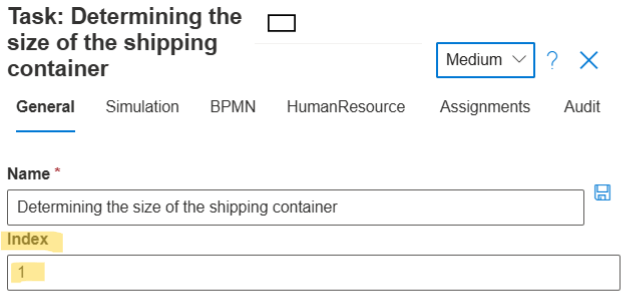 Task: Determining the
size of the shipping
container
Medium
?
General Simulation BPMN HumanResource Assignments Audit
Name *
Determining the size of the shipping container
Index
1